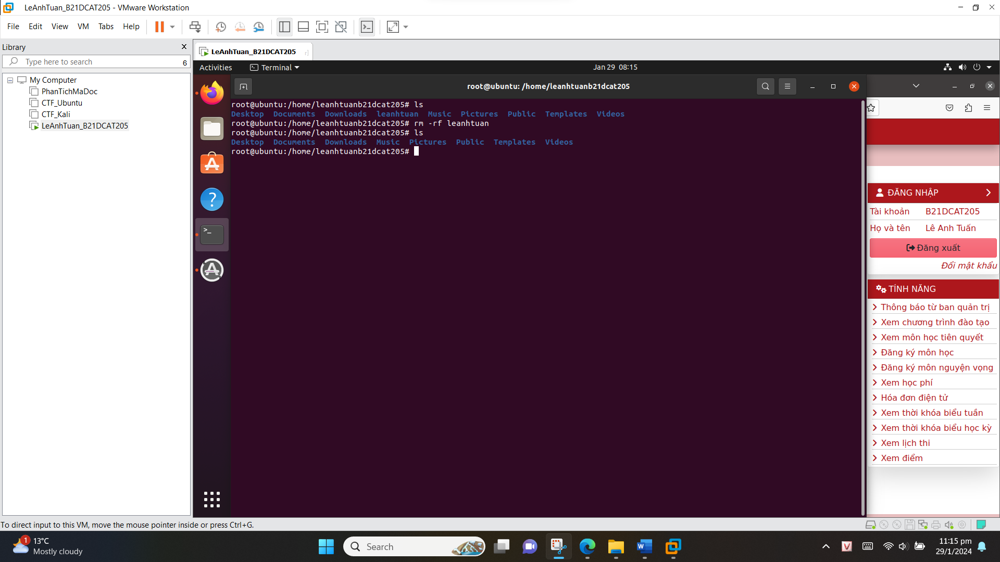 LeAnhTuan_B21DCAT205 - VMware Workstation
File Edit View VM Tabs Help
Library
Type here to search
6
My Computer
PhanTichMaDoc
CTF_Ubuntu
CTF_Kali
LeAnhTuan_B21DCAT205
LeAnhTuan_B21DCAT205
Activities Terminal Jan 29 08:15
root@ubuntu: /home/leanhtuanb21dcat205
root@ubuntu:/home/leanhtuanb21dcat205# ls
Desktop Documents Downloads leanhtuan Music Pictures Public Templates Videos
root@ubuntu:/home/leanhtuanb21dcat205# rm -rf leanhtuan
root@ubuntu:/home/leanhtuanb21dcat205# ls
Desktop Documents Downloads Music Pictures Public Templates Videos
root@ubuntu:/home/leanhtuanb21dcat205#
ĐĂNG NHẬP
Tài khoản B21DCAT205
Họ và tên Lê Anh Tuấn
Đăng xuất
Đổi mật khẩu
TÍNH NĂNG
Thông báo từ ban quản trị
Xem chương trình đào tạo
Xem môn học tiên quyết
Đăng ký môn học
Đăng ký môn nguyện vọng
Xem học phí
Hóa đơn điện tử
Xem thời khóa biểu tuần
Xem thời khóa biểu học kỳ
Xem lịch thi
Xem điểm
To direct input to this VM, move the mouse pointer inside or press Ctrl+G.
1
13°C
Mostly cloudy
Search
11:15 pm
29/1/2024